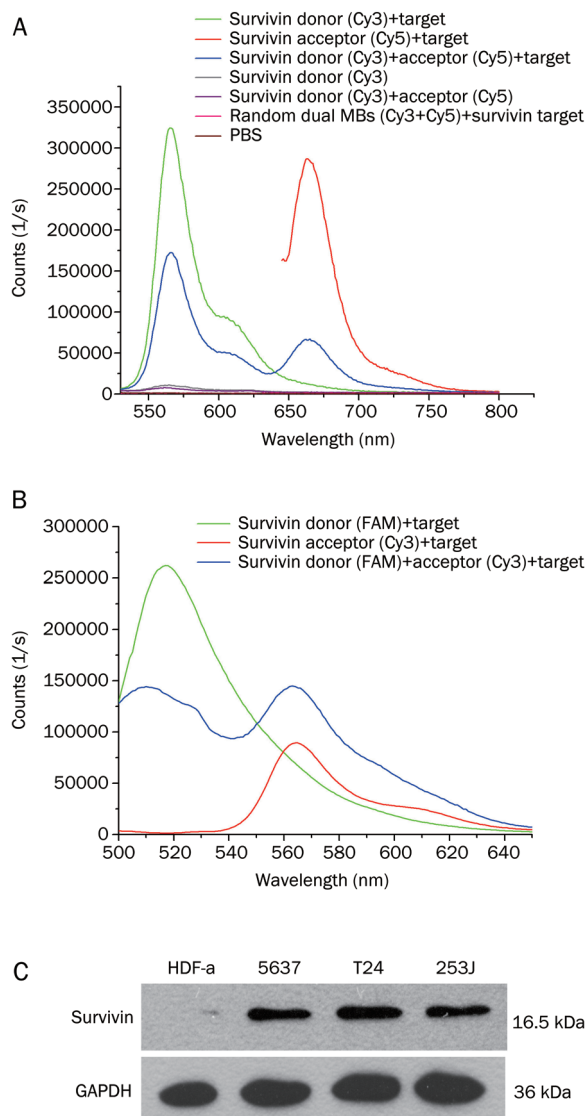 A
Survivin donor (Cy3)+target
Survivin acceptor (Cy5)+target
Survivin donor (Cy3)+acceptor (Cy5)+target
Survivin donor (Cy3)
Survivin donor (Cy3)+acceptor (Cy5)
Random dual MBs (Cy3+Cy5)+survivin target
PBS
350000
300000
250000
200000
150000
100000
50000
0
Counts (1/s)
550 600 650 700 750 800
Wavelength (nm)
B
Survivin donor (FAM)+target
Survivin acceptor (Cy3)+target
Survivin donor (FAM)+acceptor (Cy3)+target
300000
250000
200000
150000
100000
50000
0
Counts (1/s)
500 520 540 560 580 600 620 640
Wavelength (nm)
C
HDF-a 5637 T24 253J
Survivin 16.5 kDa
GAPDH 36 kDa